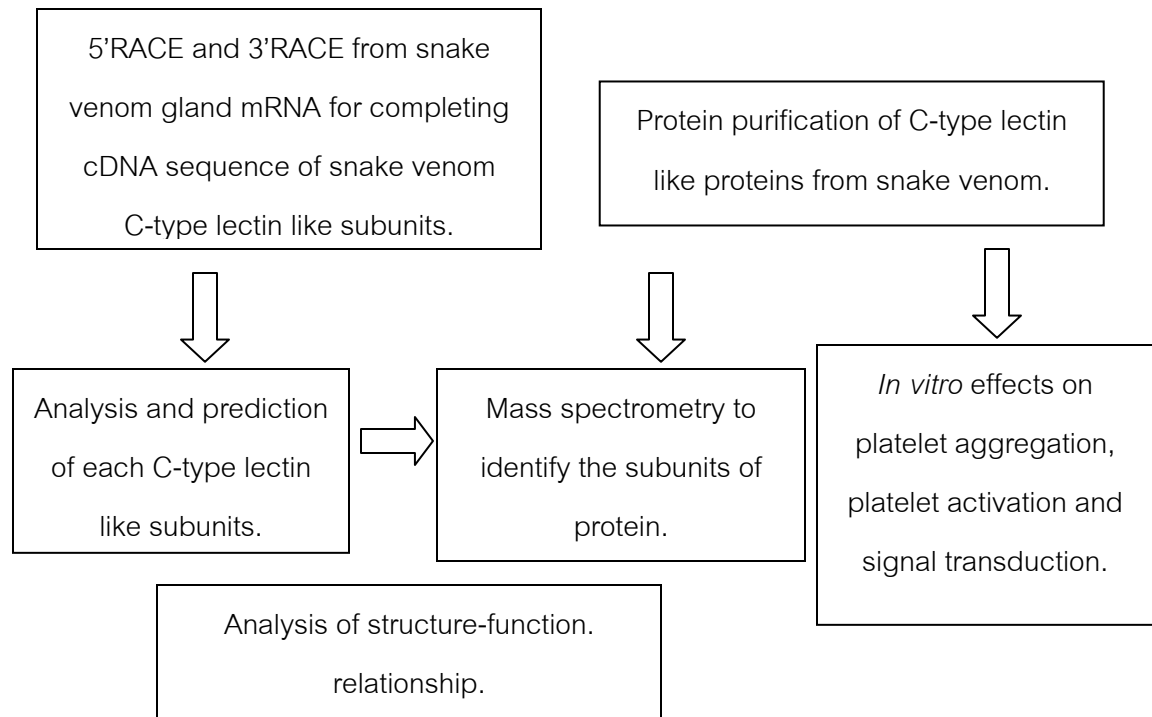 5’RACE and 3’RACE from snake
venom gland mRNA for completing
cDNA sequence of snake venom
C-type lectin like subunits.
Protein purification of C-type lectin
like proteins from snake venom.
Analysis and prediction
of each C-type lectin
like subunits.
Mass spectrometry to
identify the subunits of
protein.
In vitro effects on
platelet aggregation,
platelet activation and
signal transduction.
Analysis of structure-function.
relationship.